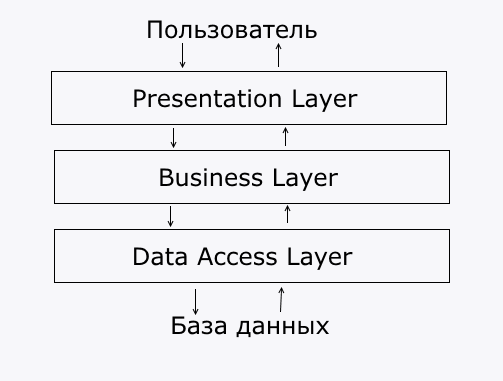 Пользователь
Presentation Layer
Business Layer
Data Access Layer
База данных